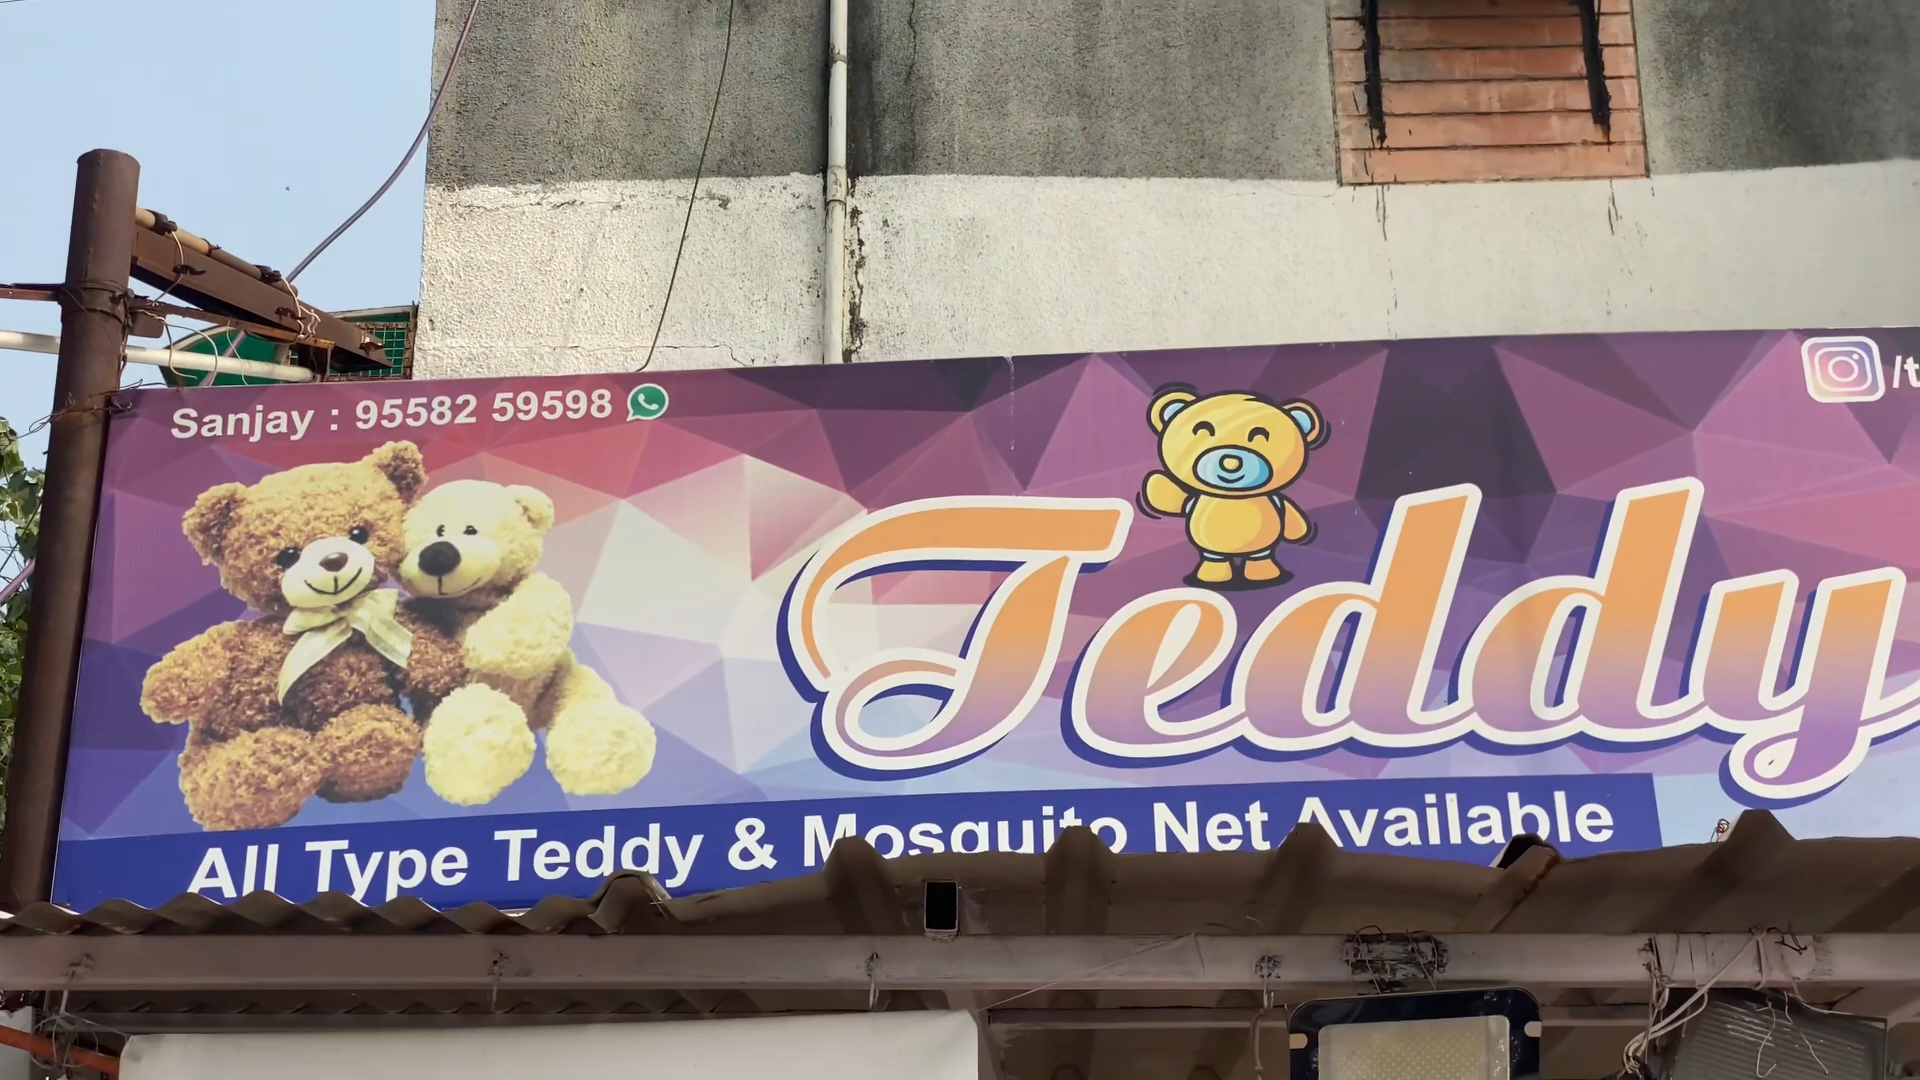 Sanjay : 95582 59598
/t
Teddy
All Type Teddy & Mosquito Net Available